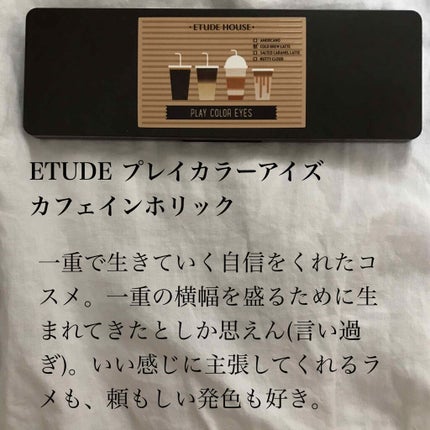 ETUDE HOUSE
AMERICANO
COLD BREW LATTE
SALTED CARAMEL LATTE
NUTTY CLOUD
PLAY COLOR EYES
ETUDE プレイカラーアイズ
カフェインホリック
一重で生きていく自信をくれたコ
スメ。一重の横幅を盛るために生
まれてきたとしか思えん(言い過
ぎ)。いい感じに主張してくれるラ
メも、頼もしい発色も好き。